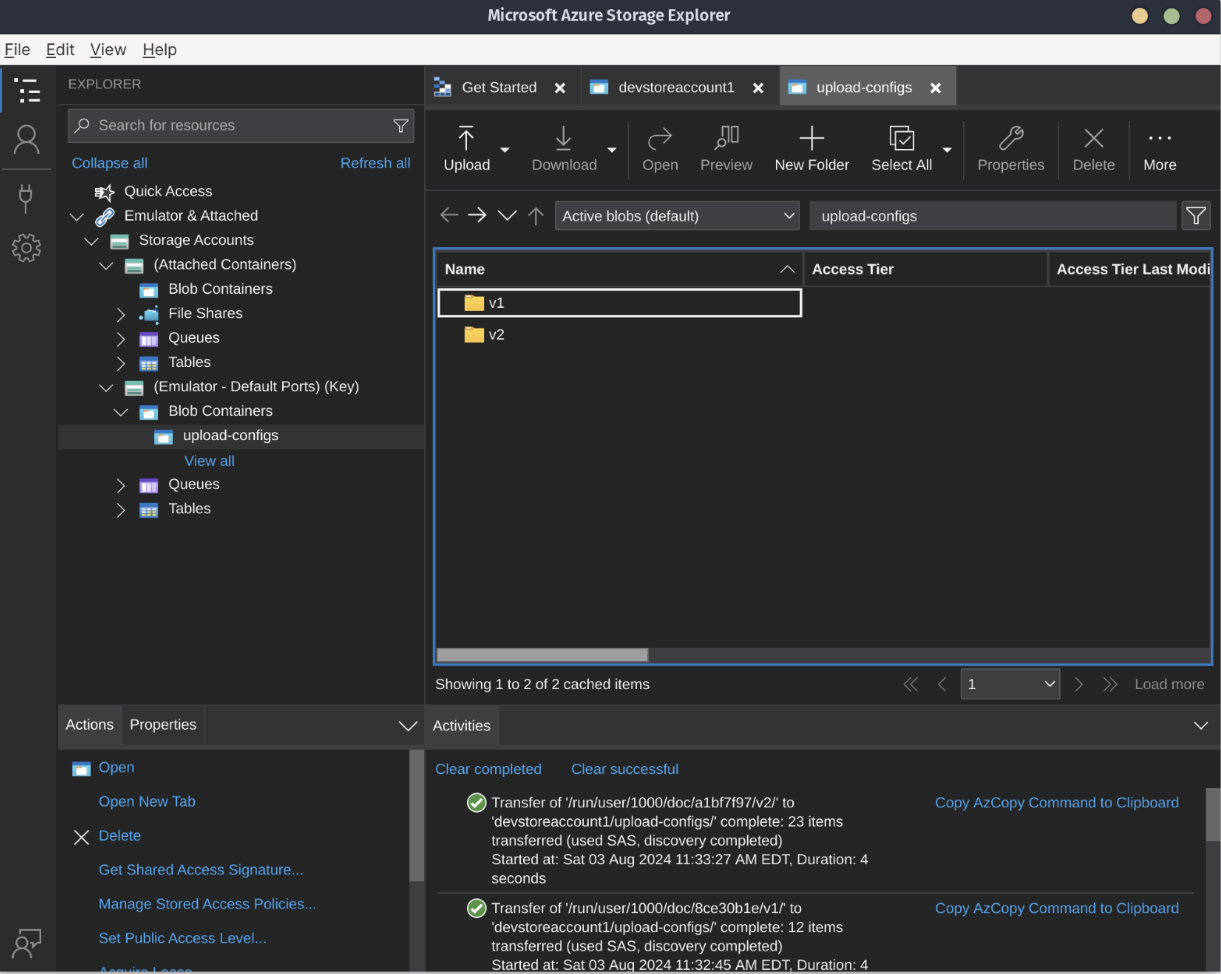 Microsoft Azure Storage Explorer
File Edit View Help
EXPLORER
Search for resources
Collapse all Refresh all
Quick Access
Emulator & Attached
Storage Accounts
(Attached Containers)
Blob Containers
File Shares
Queues
Tables
(Emulator - Default Ports) (Key)
Blob Containers
upload-configs
View all
Queues
Tables
Actions Properties
Open
Open New Tab
Delete
Get Shared Access Signature...
Manage Stored Access Policies...
Set Public Access Level...
Acquire Lease
Get Started devstoreaccount1 upload-configs
Upload Download Open Preview New Folder Select All Properties Delete More
Active blobs (default) upload-configs
Name Access Tier Access Tier Last Modi
v1
v2
Showing 1 to 2 of 2 cached items 1 Load more
Activities
Clear completed Clear successful
Transfer of '/run/user/1000/doc/a1bf7f97/v2/' to Copy AzCopy Command to Clipboard
'devstoreaccount1/upload-configs/' complete: 23 items
transferred (used SAS, discovery completed)
Started at: Sat 03 Aug 2024 11:33:27 AM EDT, Duration: 4
seconds
Transfer of '/run/user/1000/doc/8ce30b1e/v1/' to Copy AzCopy Command to Clipboard
'devstoreaccount1/upload-configs/' complete: 12 items
transferred (used SAS, discovery completed)
Started at: Sat 03 Aug 2024 11:32:45 AM EDT, Duration: 4